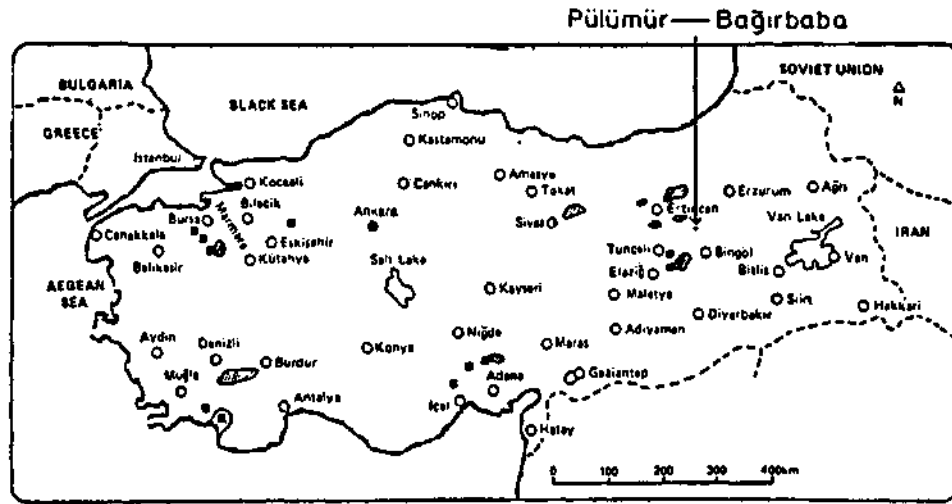 Pülümür — Bağırbaba
BULGARIA
SOVIET UNION
BLACK SEA
N
GREECE
Sinop
Kastamonu
Istanbul
Kocaeli
Çankırı
Amasya
Tokat
Erzurum
Ağrı
Bilecik
Bursa
Marmara
Ankara
Sivas
Erzincan
Van Lake
IRAN
Canakkale
Eskişehir
Balıkesir
Kütahya
Tunceli
Bingöl
Van
Salt Lake
Elazığ
Bitlis
AEGEAN
SEA
Kayseri
Malatya
Siirt
Hakkari
Diyarbakır
Adıyaman
Aydın
Denizli
Burdur
Konya
Niğde
Maraş
Muğla
Adana
Gaziantep
Antalya
İçel
Hatay
0 100 200 300 400km